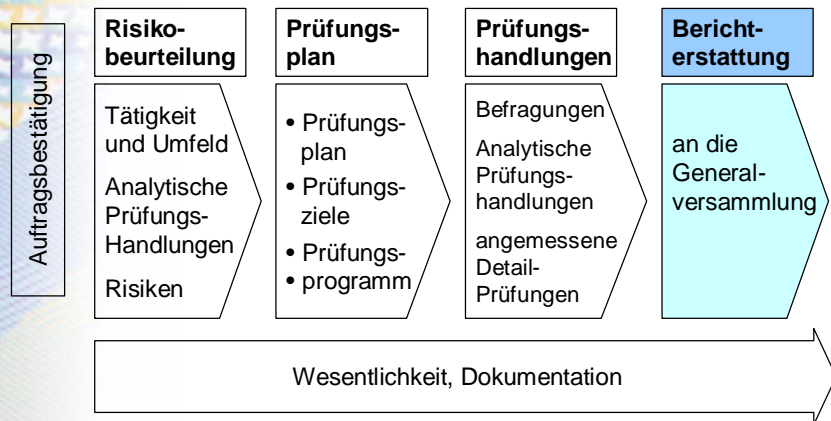 Auftragsbestätigung
Risiko-
beurteilung
Tätigkeit
und Umfeld
Analytische
Prüfungs-
Handlungen
Risiken
Prüfungs-
plan
• Prüfungs-
plan
• Prüfungs-
ziele
• Prüfungs-
• programm
Prüfungs-
handlungen
Befragungen
Analytische
Prüfungs-
handlungen
angemessene
Detail-
Prüfungen
Bericht-
erstattung
an die
General-
versammlung
Wesentlichkeit, Dokumentation